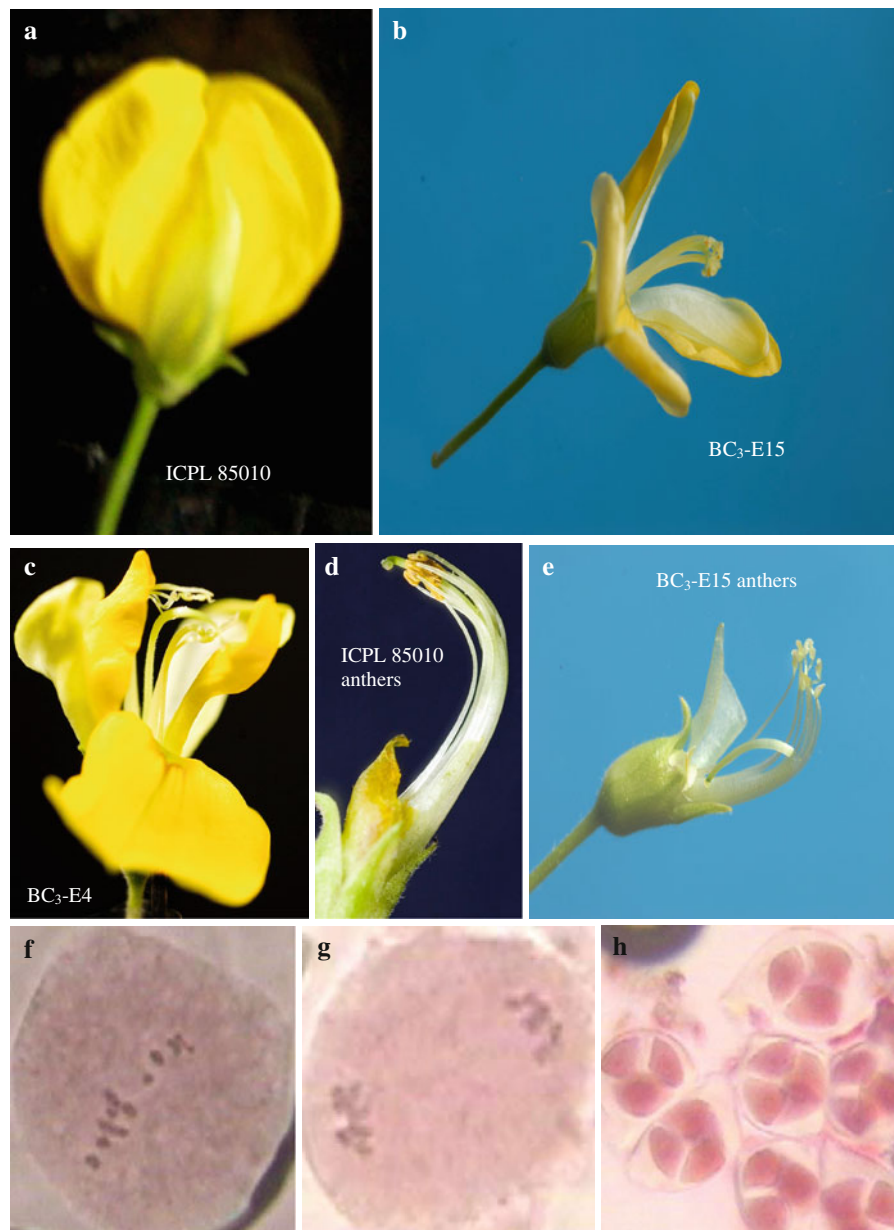 a
ICPL 85010
b
BC₃-E15
c
BC₃-E4
d
ICPL 85010
anthers
e
BC₃-E15 anthers
f
g
h